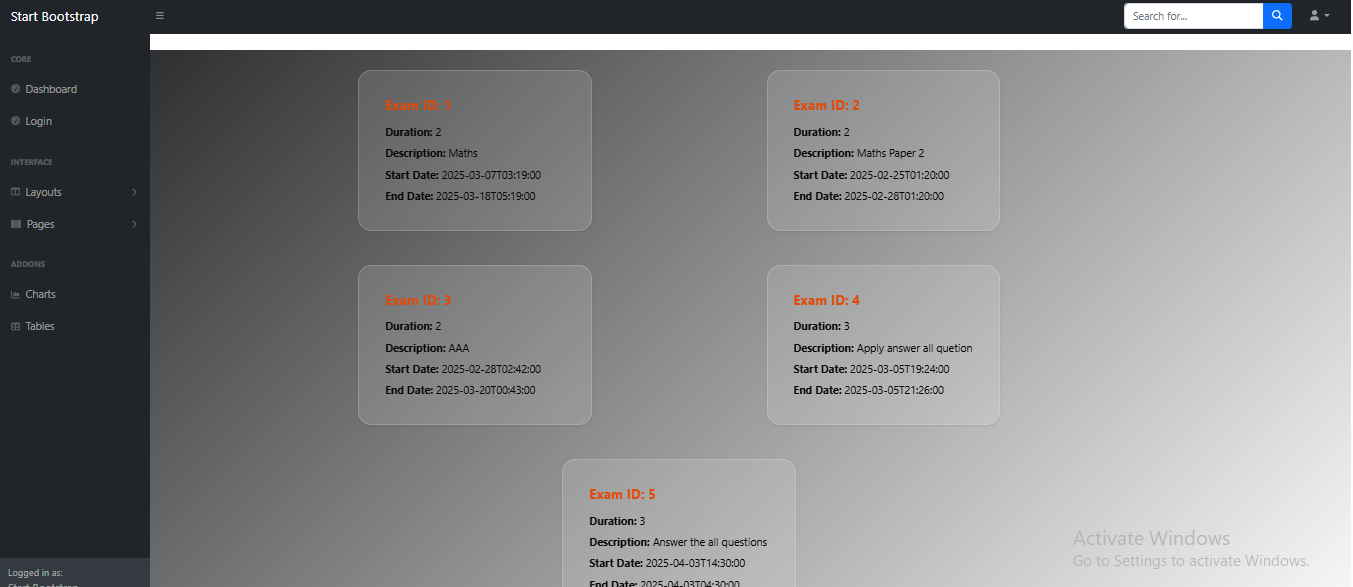 Start Bootstrap
Search for...
CORE
Dashboard
Login
INTERFACE
Layouts
Pages
ADDONS
Charts
Tables
Logged in as:
Start Bootstrap
Exam ID: 1
Duration: 2
Description: Maths
Start Date: 2025-03-07T03:19:00
End Date: 2025-03-18T05:19:00
Exam ID: 2
Duration: 2
Description: Maths Paper 2
Start Date: 2025-02-25T01:20:00
End Date: 2025-02-28T01:20:00
Exam ID: 3
Duration: 2
Description: AAA
Start Date: 2025-02-28T02:42:00
End Date: 2025-03-20T00:43:00
Exam ID: 4
Duration: 3
Description: Apply answer all quetion
Start Date: 2025-03-05T19:24:00
End Date: 2025-03-05T21:26:00
Exam ID: 5
Duration: 3
Description: Answer the all questions
Start Date: 2025-04-03T14:30:00
End Date: 2025-04-03T04:30:00
Activate Windows
Go to Settings to activate Windows.